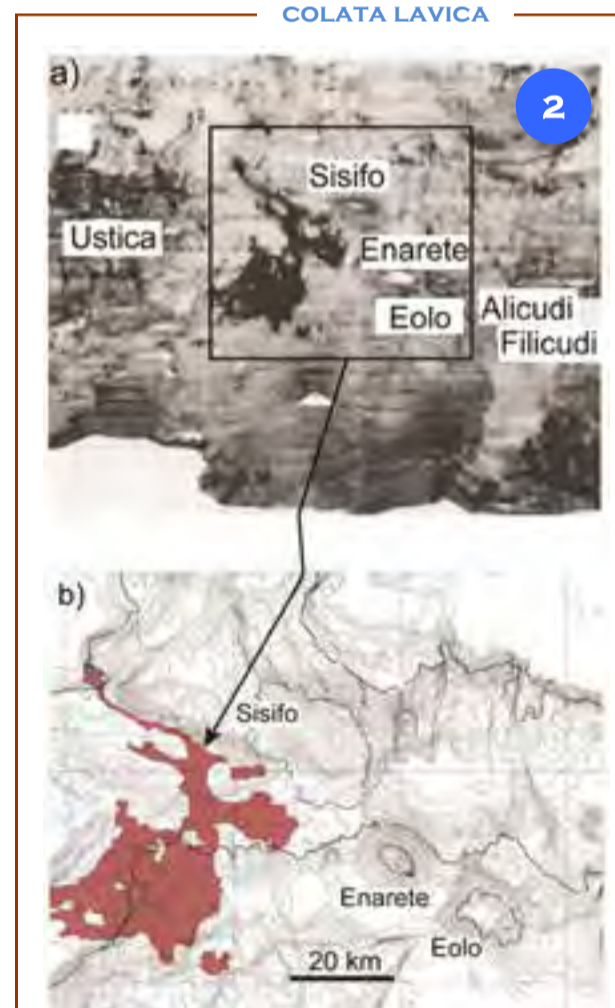 COLATA LAVICA
a)
2
Sisifo
Ustica
Enarete
Eolo
Alicudi
Filicudi
b)
Sisifo
Enarete
Eolo
20 km